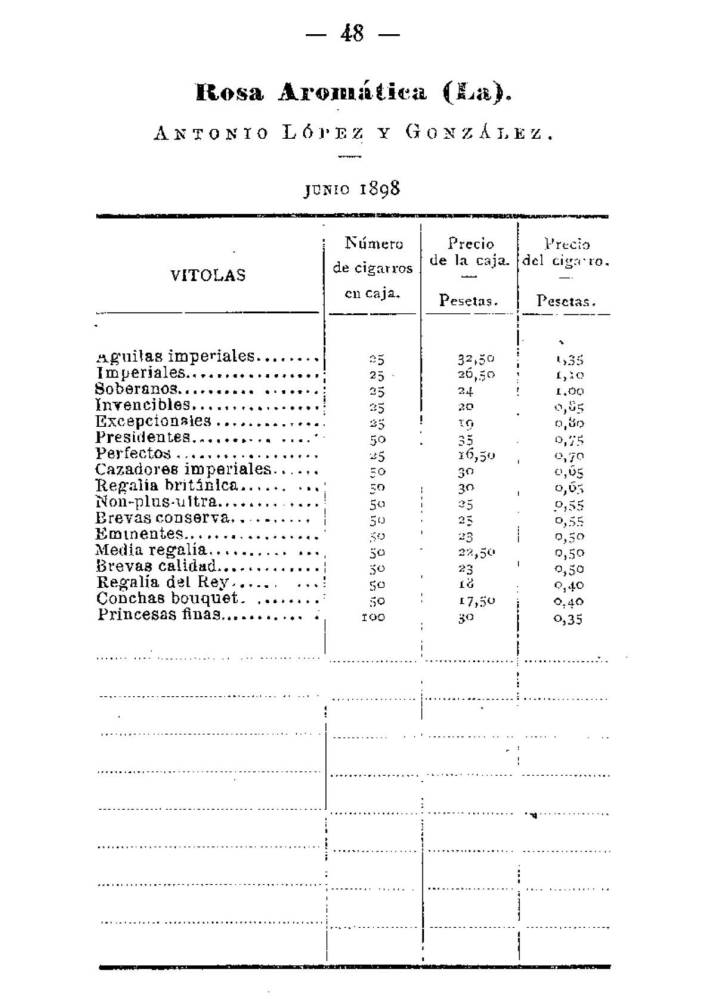 — 48 —
Rosa Aromática (La).
ANTONIO LÓPEZ Y GONZÁLEZ.
JUNIO 1898
VITOLAS Número de cigarros en caja. Precio de la caja. — Pesetas. Precio del cigarro. — Pesetas.
Aguilas imperiales........ 25 32,50 1,35
Imperiales................. 25 26,50 1,10
Soberanos.......... ....... 25 24 1,00
Invencibles................ 25 20 0,85
Excepcionales ............. 25 19 0,80
Presidentes.......... .... 50 35 0,75
Perfectos .................. 25 16,50 0,70
Cazadores imperiales...... 50 30 0,65
Regalía británica...... ... 50 30 0,65
Non-plus-ultra............. 50 25 0,55
Brevas conserva.......... 50 25 0,55
Eminentes................. 50 23 0,50
Media regalía.......... ... 50 22,50 0,50
Brevas calidad............. 50 23 0,50
Regalía del Rey...... ... 50 18 0,40
Conchas bouquet. ........ 50 17,50 0,40
Princesas finas........... . 100 30 0,35